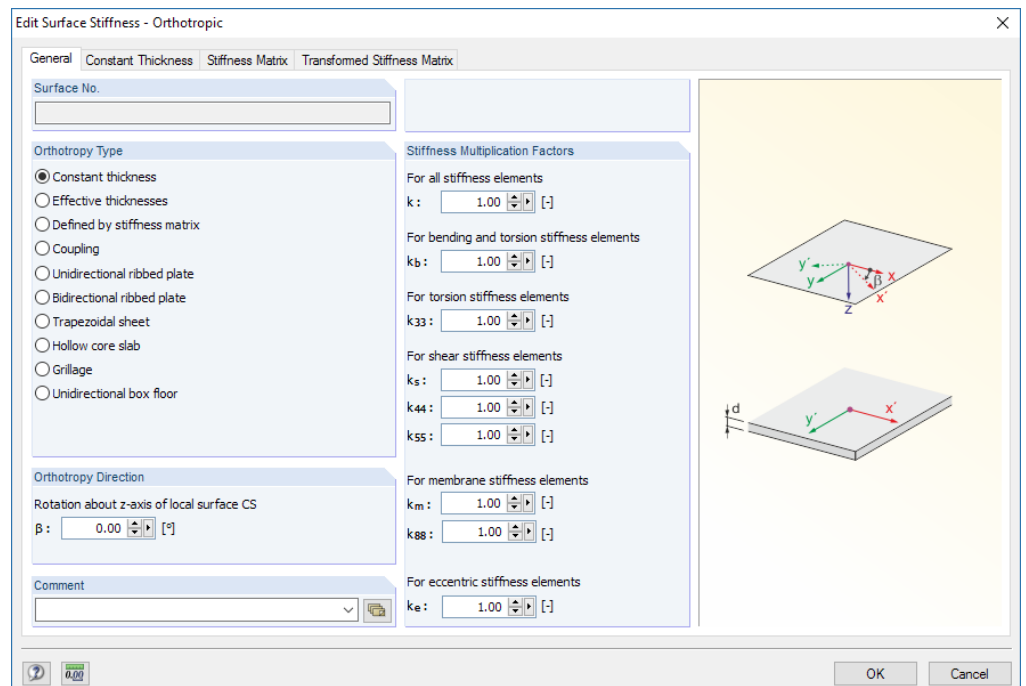 Edit Surface Stiffness - Orthotropic
General Constant Thickness Stiffness Matrix Transformed Stiffness Matrix
Surface No.
Orthotropy Type
Constant thickness
Effective thicknesses
Defined by stiffness matrix
Coupling
Unidirectional ribbed plate
Bidirectional ribbed plate
Trapezoidal sheet
Hollow core slab
Grillage
Unidirectional box floor
Orthotropy Direction
Rotation about z-axis of local surface CS
β : 0.00 [°]
Comment
Stiffness Multiplication Factors
For all stiffness elements
k : 1.00 [-]
For bending and torsion stiffness elements
kb : 1.00 [-]
For torsion stiffness elements
k33 : 1.00 [-]
For shear stiffness elements
ks : 1.00 [-]
k44 : 1.00 [-]
k55 : 1.00 [-]
For membrane stiffness elements
km : 1.00 [-]
k88 : 1.00 [-]
For eccentric stiffness elements
ke : 1.00 [-]
y´
y
x
β
x´
z
d
y´
x´
0.00
OK Cancel